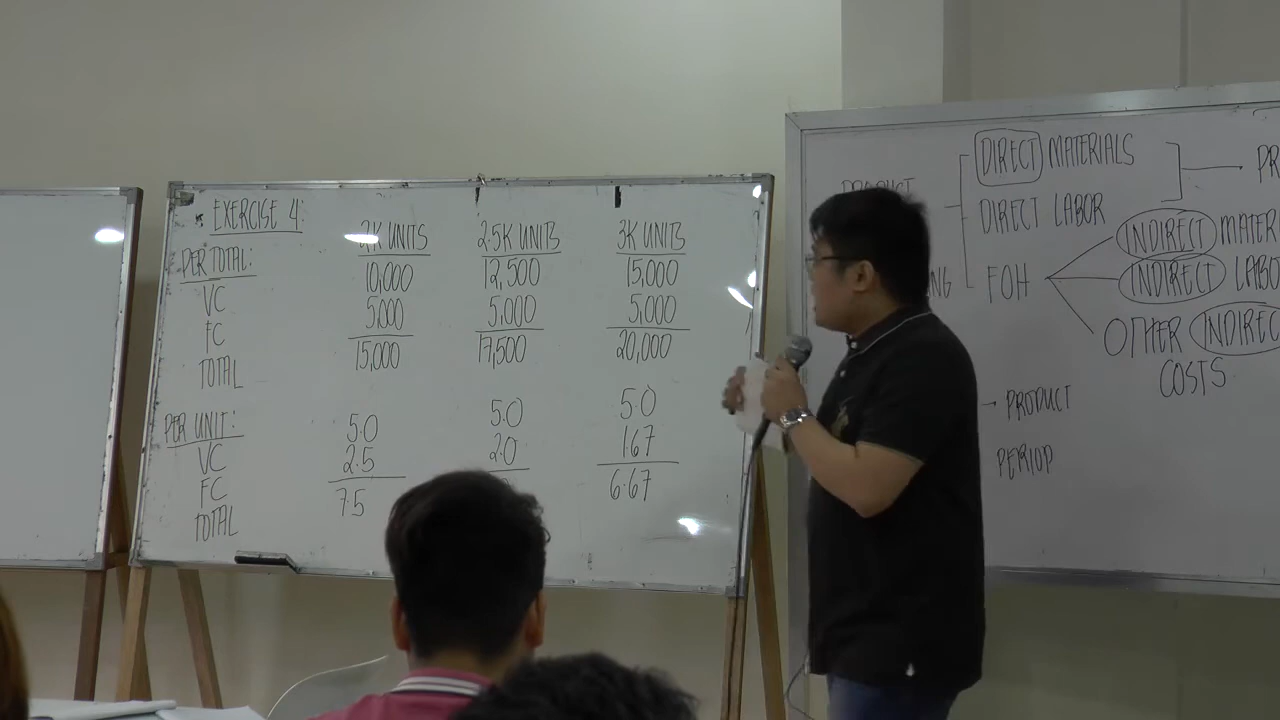 EXERCISE 4:
2K UNITS 2.5K UNITS 3K UNITS
PER TOTAL:
VC 10,000 12,500 15,000
FC 5,000 5,000 5,000
TOTAL 15,000 17,500 20,000
PER UNIT:
VC 5.0 5.0 5.0
FC 2.5 2.0 1.67
TOTAL 7.5 6.67
DIRECT MATERIALS
DIRECT LABOR
FOH
INDIRECT
INDIRECT
OTHER
COSTS
PRODUCT
PERIOD